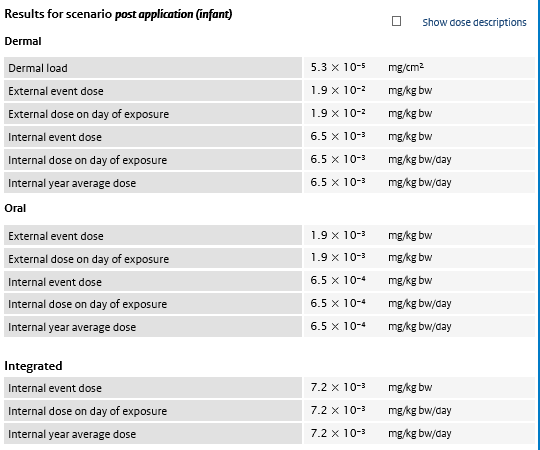 Results for scenario post application (infant)
Show dose descriptions
Dermal
Dermal load 5.3 × 10⁻⁵ mg/cm²
External event dose 1.9 × 10⁻² mg/kg bw
External dose on day of exposure 1.9 × 10⁻² mg/kg bw
Internal event dose 6.5 × 10⁻³ mg/kg bw
Internal dose on day of exposure 6.5 × 10⁻³ mg/kg bw/day
Internal year average dose 6.5 × 10⁻³ mg/kg bw/day
Oral
External event dose 1.9 × 10⁻³ mg/kg bw
External dose on day of exposure 1.9 × 10⁻³ mg/kg bw
Internal event dose 6.5 × 10⁻⁴ mg/kg bw
Internal dose on day of exposure 6.5 × 10⁻⁴ mg/kg bw/day
Internal year average dose 6.5 × 10⁻⁴ mg/kg bw/day
Integrated
Internal event dose 7.2 × 10⁻³ mg/kg bw
Internal dose on day of exposure 7.2 × 10⁻³ mg/kg bw/day
Internal year average dose 7.2 × 10⁻³ mg/kg bw/day